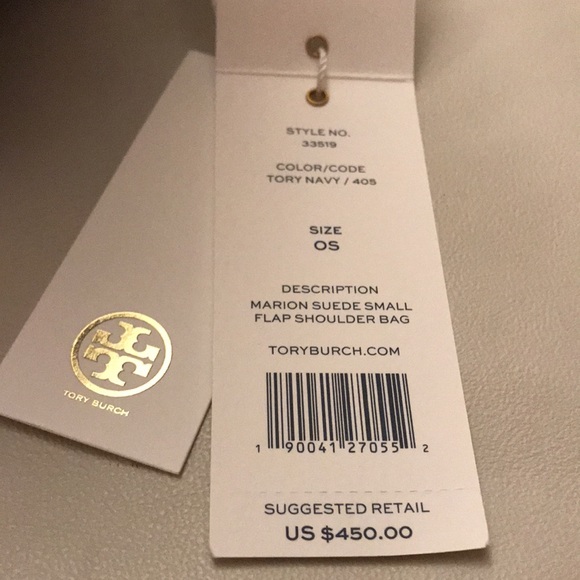 STYLE NO.
33519
COLOR/CODE
TORY NAVY / 405
SIZE
OS
DESCRIPTION
MARION SUEDE SMALL
FLAP SHOULDER BAG
TORYBURCH.COM
1 90041 27055 2
SUGGESTED RETAIL
US $450.00
TORY BURCH